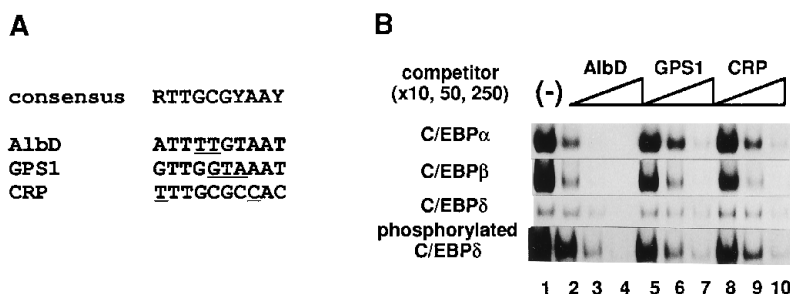 A
consensus RTTGCGYAAY
AlbD ATTTTGTAAT
GPS1 GTTGGTAAAT
CRP TTTGCGCCAC
B
competitor (-) AlbD GPS1 CRP
(x10, 50, 250)
C/EBPα
C/EBPβ
C/EBPδ
phosphorylated
C/EBPδ
1 2 3 4 5 6 7 8 9 10